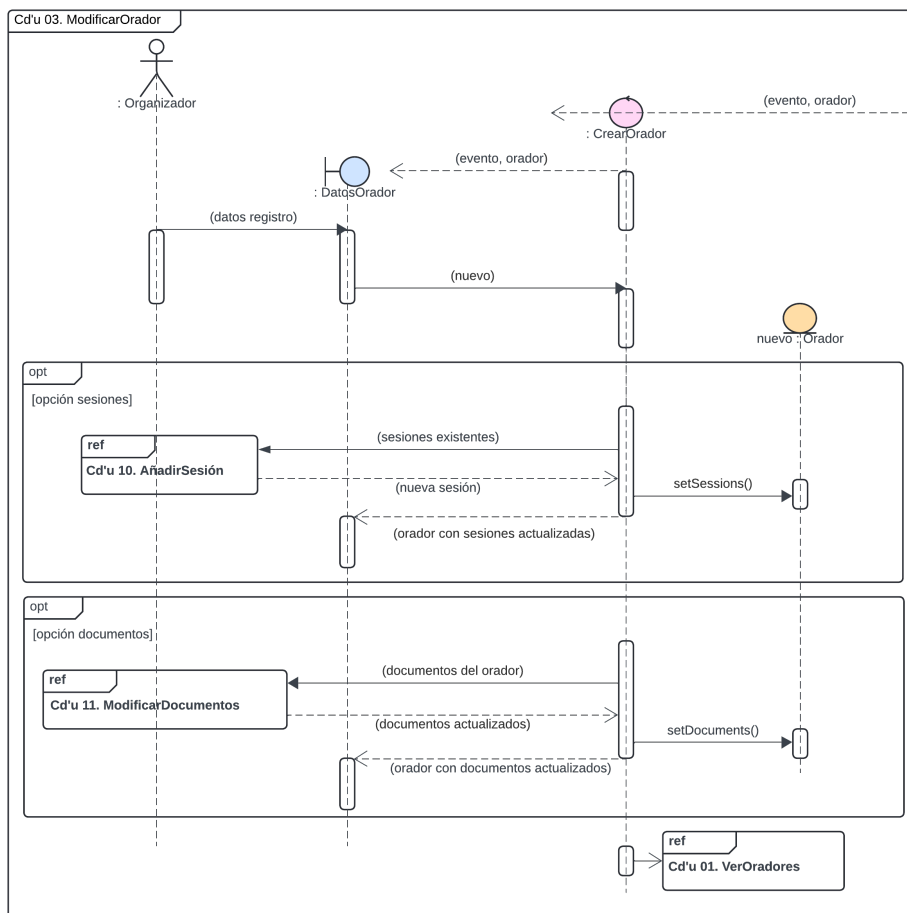 Cd'u 03. ModificarOrador
: Organizador
(evento, orador)
: CrearOrador
(evento, orador)
: DatosOrador
(datos registro)
(nuevo)
nuevo : Orador
opt
[opción sesiones]
ref
Cd'u 10. AñadirSesión
(sesiones existentes)
(nueva sesión)
setSessions()
(orador con sesiones actualizadas)
opt
[opción documentos]
ref
Cd'u 11. ModificarDocumentos
(documentos del orador)
(documentos actualizados)
setDocuments()
(orador con documentos actualizados)
ref
Cd'u 01. VerOradores